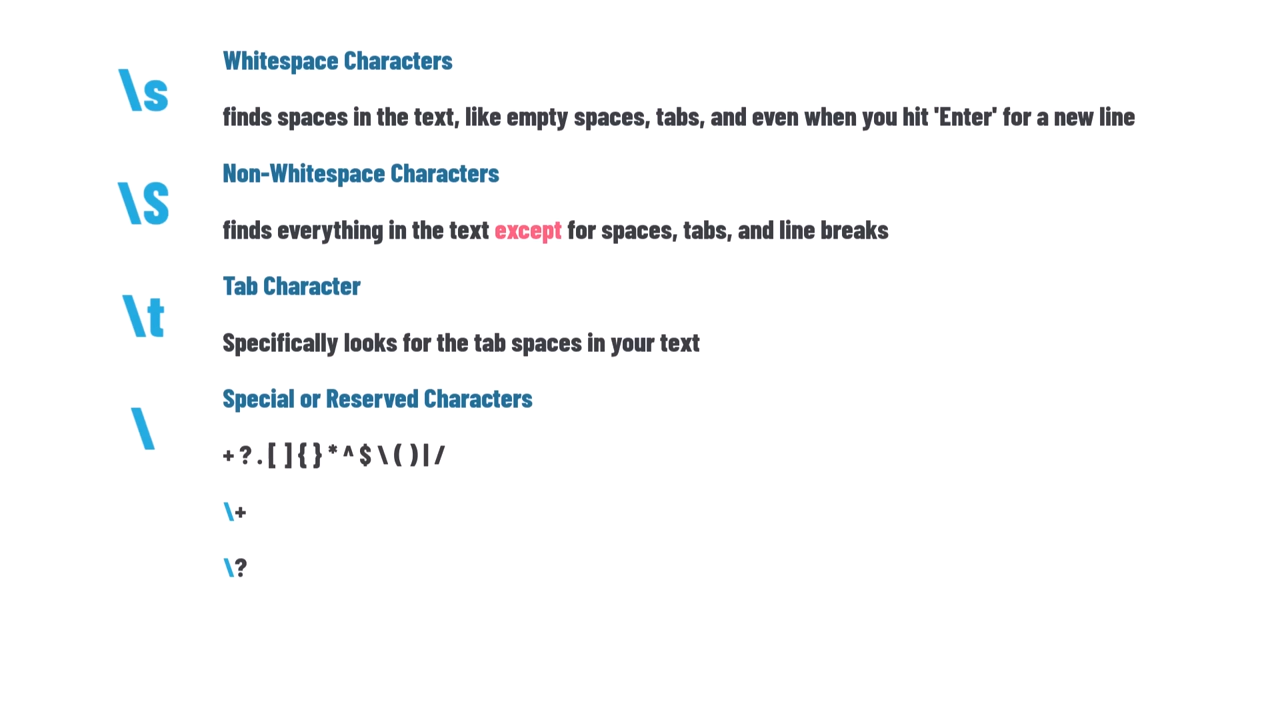 \s
Whitespace Characters
finds spaces in the text, like empty spaces, tabs, and even when you hit 'Enter' for a new line
\S
Non-Whitespace Characters
finds everything in the text except for spaces, tabs, and line breaks
\t
Tab Character
Specifically looks for the tab spaces in your text
\
Special or Reserved Characters
+ ? . [ ] { } * ^ $ \ ( ) | /
\+
\?